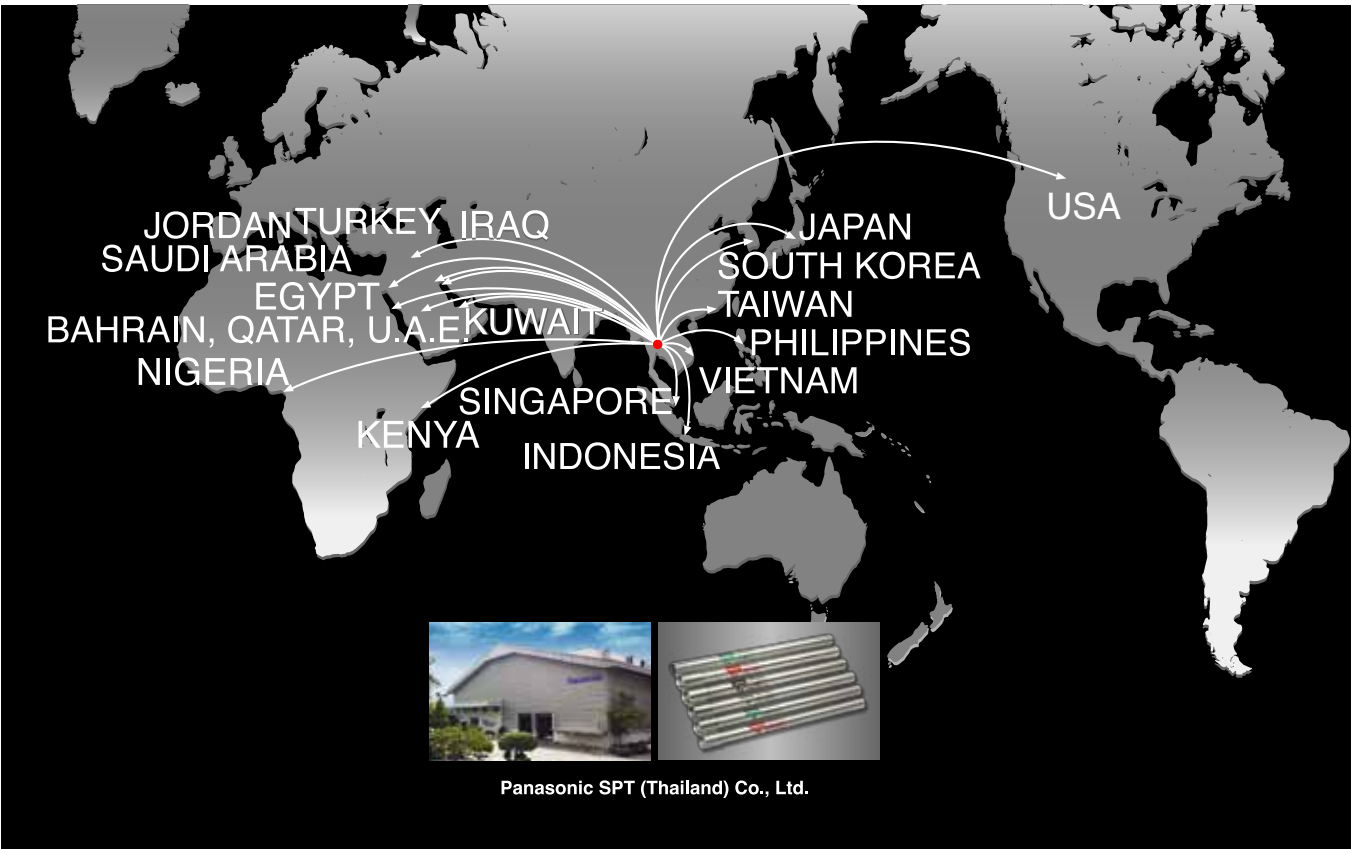 USA
JORDAN TURKEY IRAQ
JAPAN
SAUDI ARABIA
SOUTH KOREA
EGYPT
TAIWAN
BAHRAIN, QATAR, U.A.E. KUWAIT
PHILIPPINES
NIGERIA
VIETNAM
SINGAPORE
KENYA
INDONESIA
Panasonic
Panasonic SPT (Thailand) Co., Ltd.